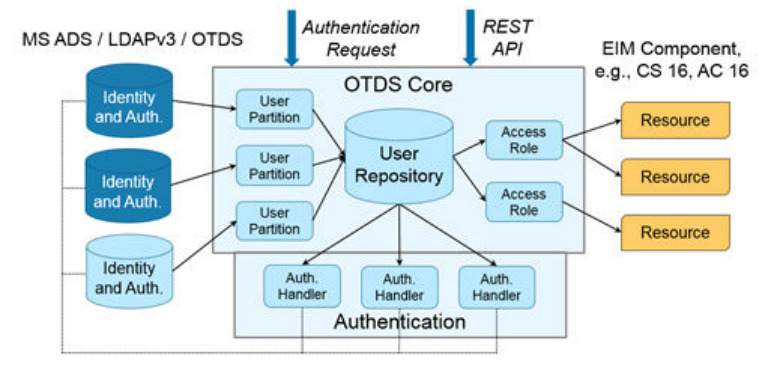 Authentication
Request
REST
API
MS ADS / LDAPv3 / OTDS
EIM Component,
e.g., CS 16, AC 16
OTDS Core
Identity
and Auth.
User
Partition
User
Repository
Access
Role
Resource
Identity
and Auth.
User
Partition
Resource
Access
Role
User
Partition
Resource
Identity
and Auth.
Auth.
Handler
Auth.
Handler
Auth.
Handler
Authentication